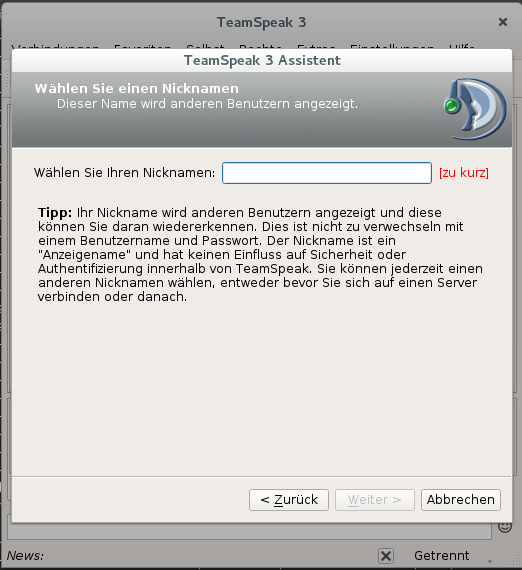 TeamSpeak 3
Verbindungen Favoriten Selbst Rechte Extras Einstellungen Hilfe
TeamSpeak 3 Assistent
Wählen Sie einen Nicknamen
Dieser Name wird anderen Benutzern angezeigt.
Wählen Sie Ihren Nicknamen: [zu kurz]
Tipp: Ihr Nickname wird anderen Benutzern angezeigt und diese
können Sie daran wiedererkennen. Dies ist nicht zu verwechseln mit
einem Benutzername und Passwort. Der Nickname ist ein
"Anzeigename" und hat keinen Einfluss auf Sicherheit oder
Authentifizierung innerhalb von TeamSpeak. Sie können jederzeit einen
anderen Nicknamen wählen, entweder bevor Sie sich auf einen Server
verbinden oder danach.
< Zurück Weiter > Abbrechen
News: Getrennt